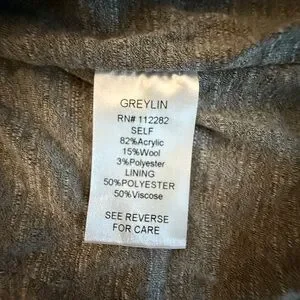 GREYLIN
RN# 112282
SELF
82%Acrylic
15%Wool
3%Polyester
LINING
50%POLYESTER
50%Viscose
SEE REVERSE
FOR CARE